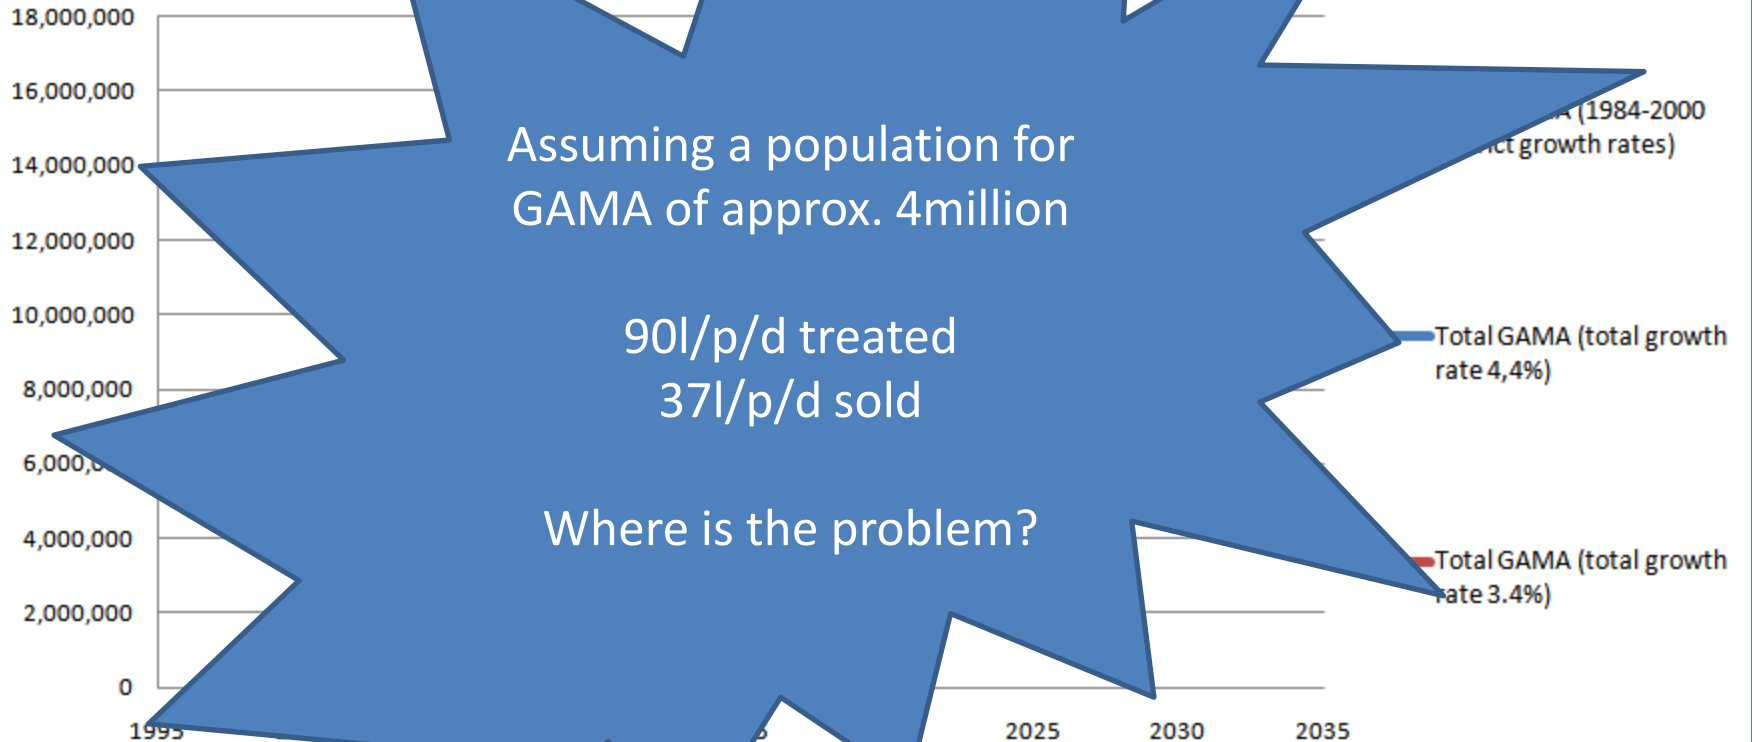 18,000,000
16,000,000
14,000,000
12,000,000
10,000,000
8,000,000
4,000,000
2,000,000
0
1995
2025
2030
2035
Assuming a population for
GAMA of approx. 4million
90l/p/d treated
37l/p/d sold
Where is the problem?
(1984-2000
growth rates)
Total GAMA (total growth
rate 4,4%)
Total GAMA (total growth
rate 3.4%)